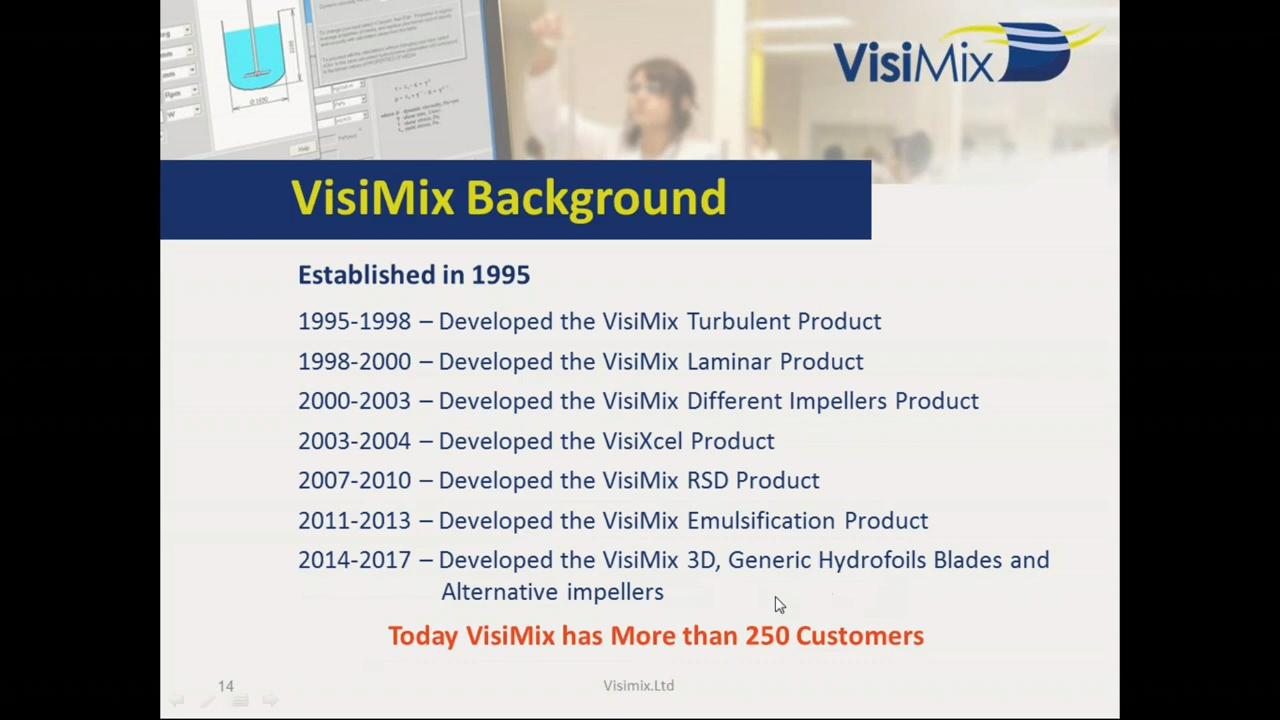 VisiMix
VisiMix Background
Established in 1995
1995-1998 – Developed the VisiMix Turbulent Product
1998-2000 – Developed the VisiMix Laminar Product
2000-2003 – Developed the VisiMix Different Impellers Product
2003-2004 – Developed the VisiXcel Product
2007-2010 – Developed the VisiMix RSD Product
2011-2013 – Developed the VisiMix Emulsification Product
2014-2017 – Developed the VisiMix 3D, Generic Hydrofoils Blades and
Alternative impellers
Today VisiMix has More than 250 Customers
14
Visimix.Ltd